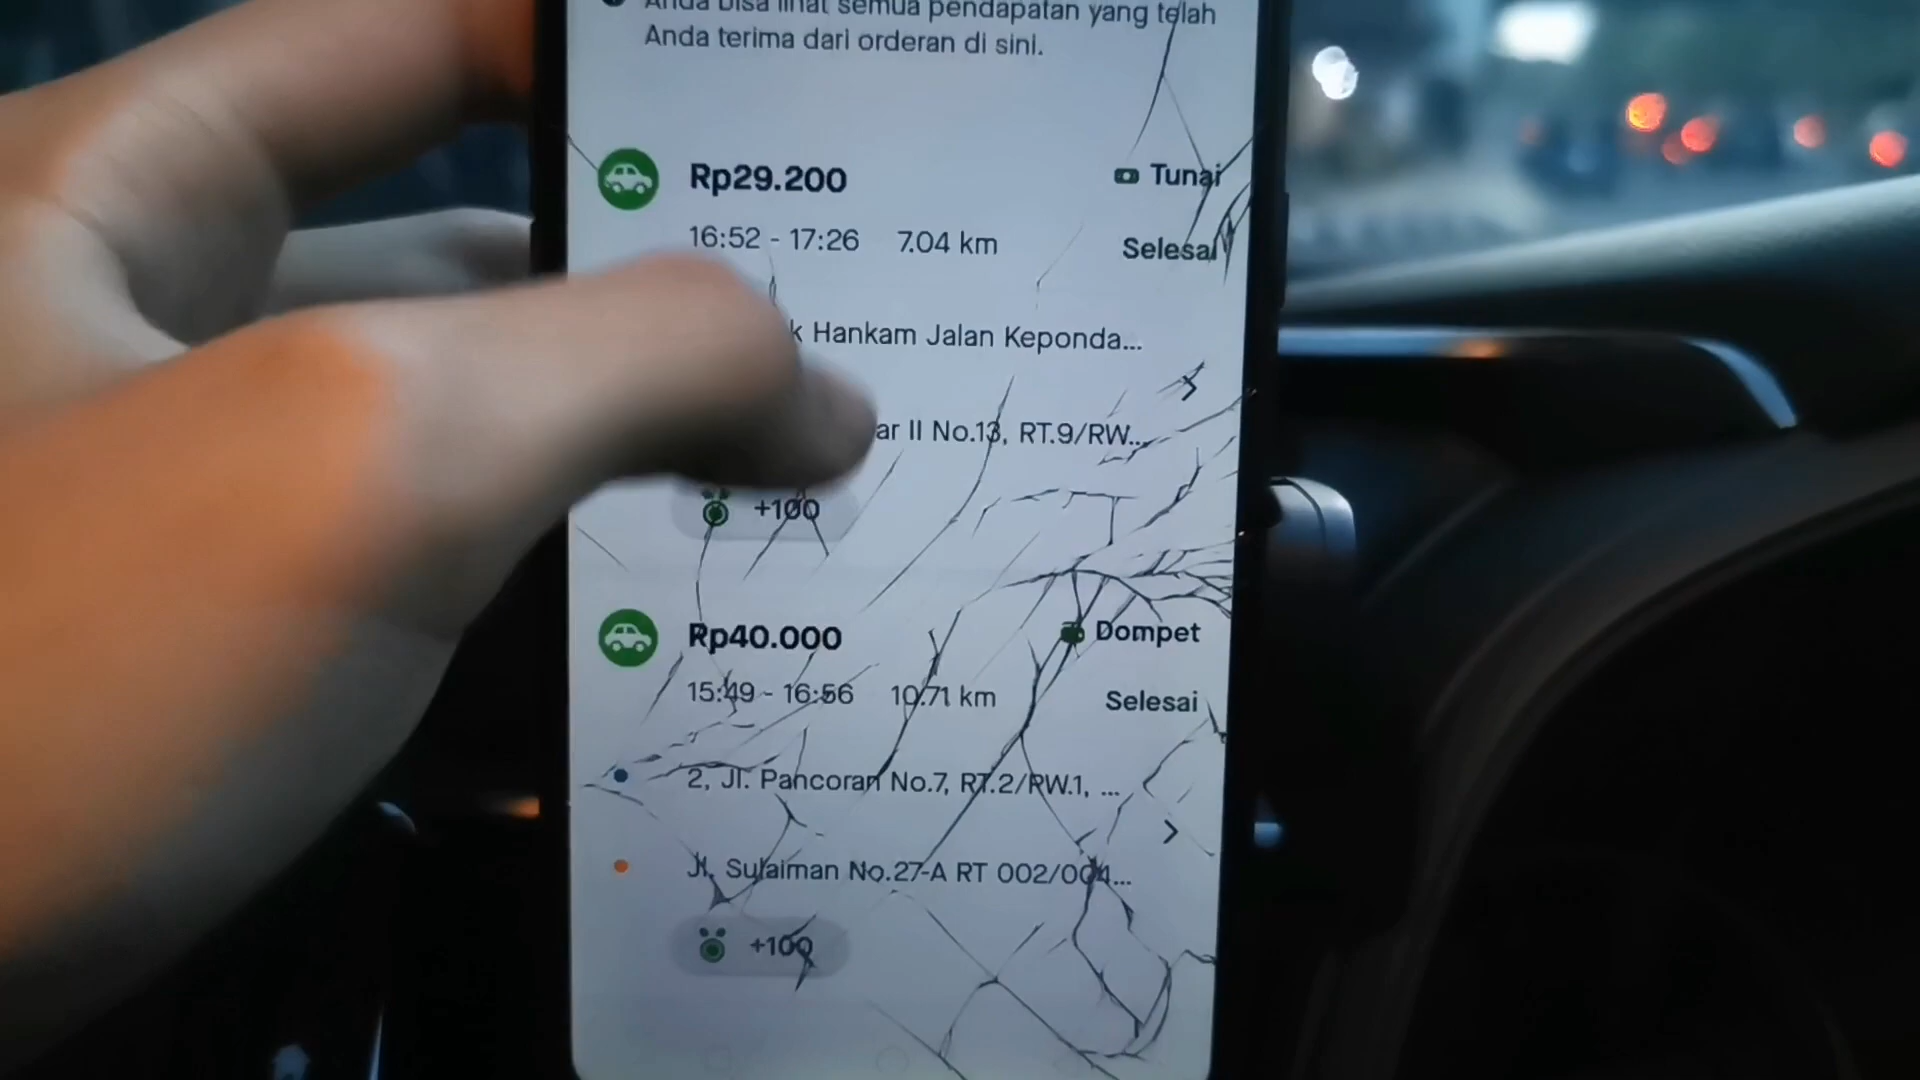 Anda bisa lihat semua pendapatan yang telah
Anda terima dari orderan di sini.
Rp29.200
Tunai
16:52 - 17:26 7.04 km
Selesai
k Hankam Jalan Keponda...
ar II No.13, RT.9/RW...
+100
Rp40.000
Dompet
15:49 - 16:56 10.71 km
Selesai
2, Jl. Pancoran No.7, RT.2/RW.1, ...
Jl. Sulaiman No.27-A RT 002/004...
+100